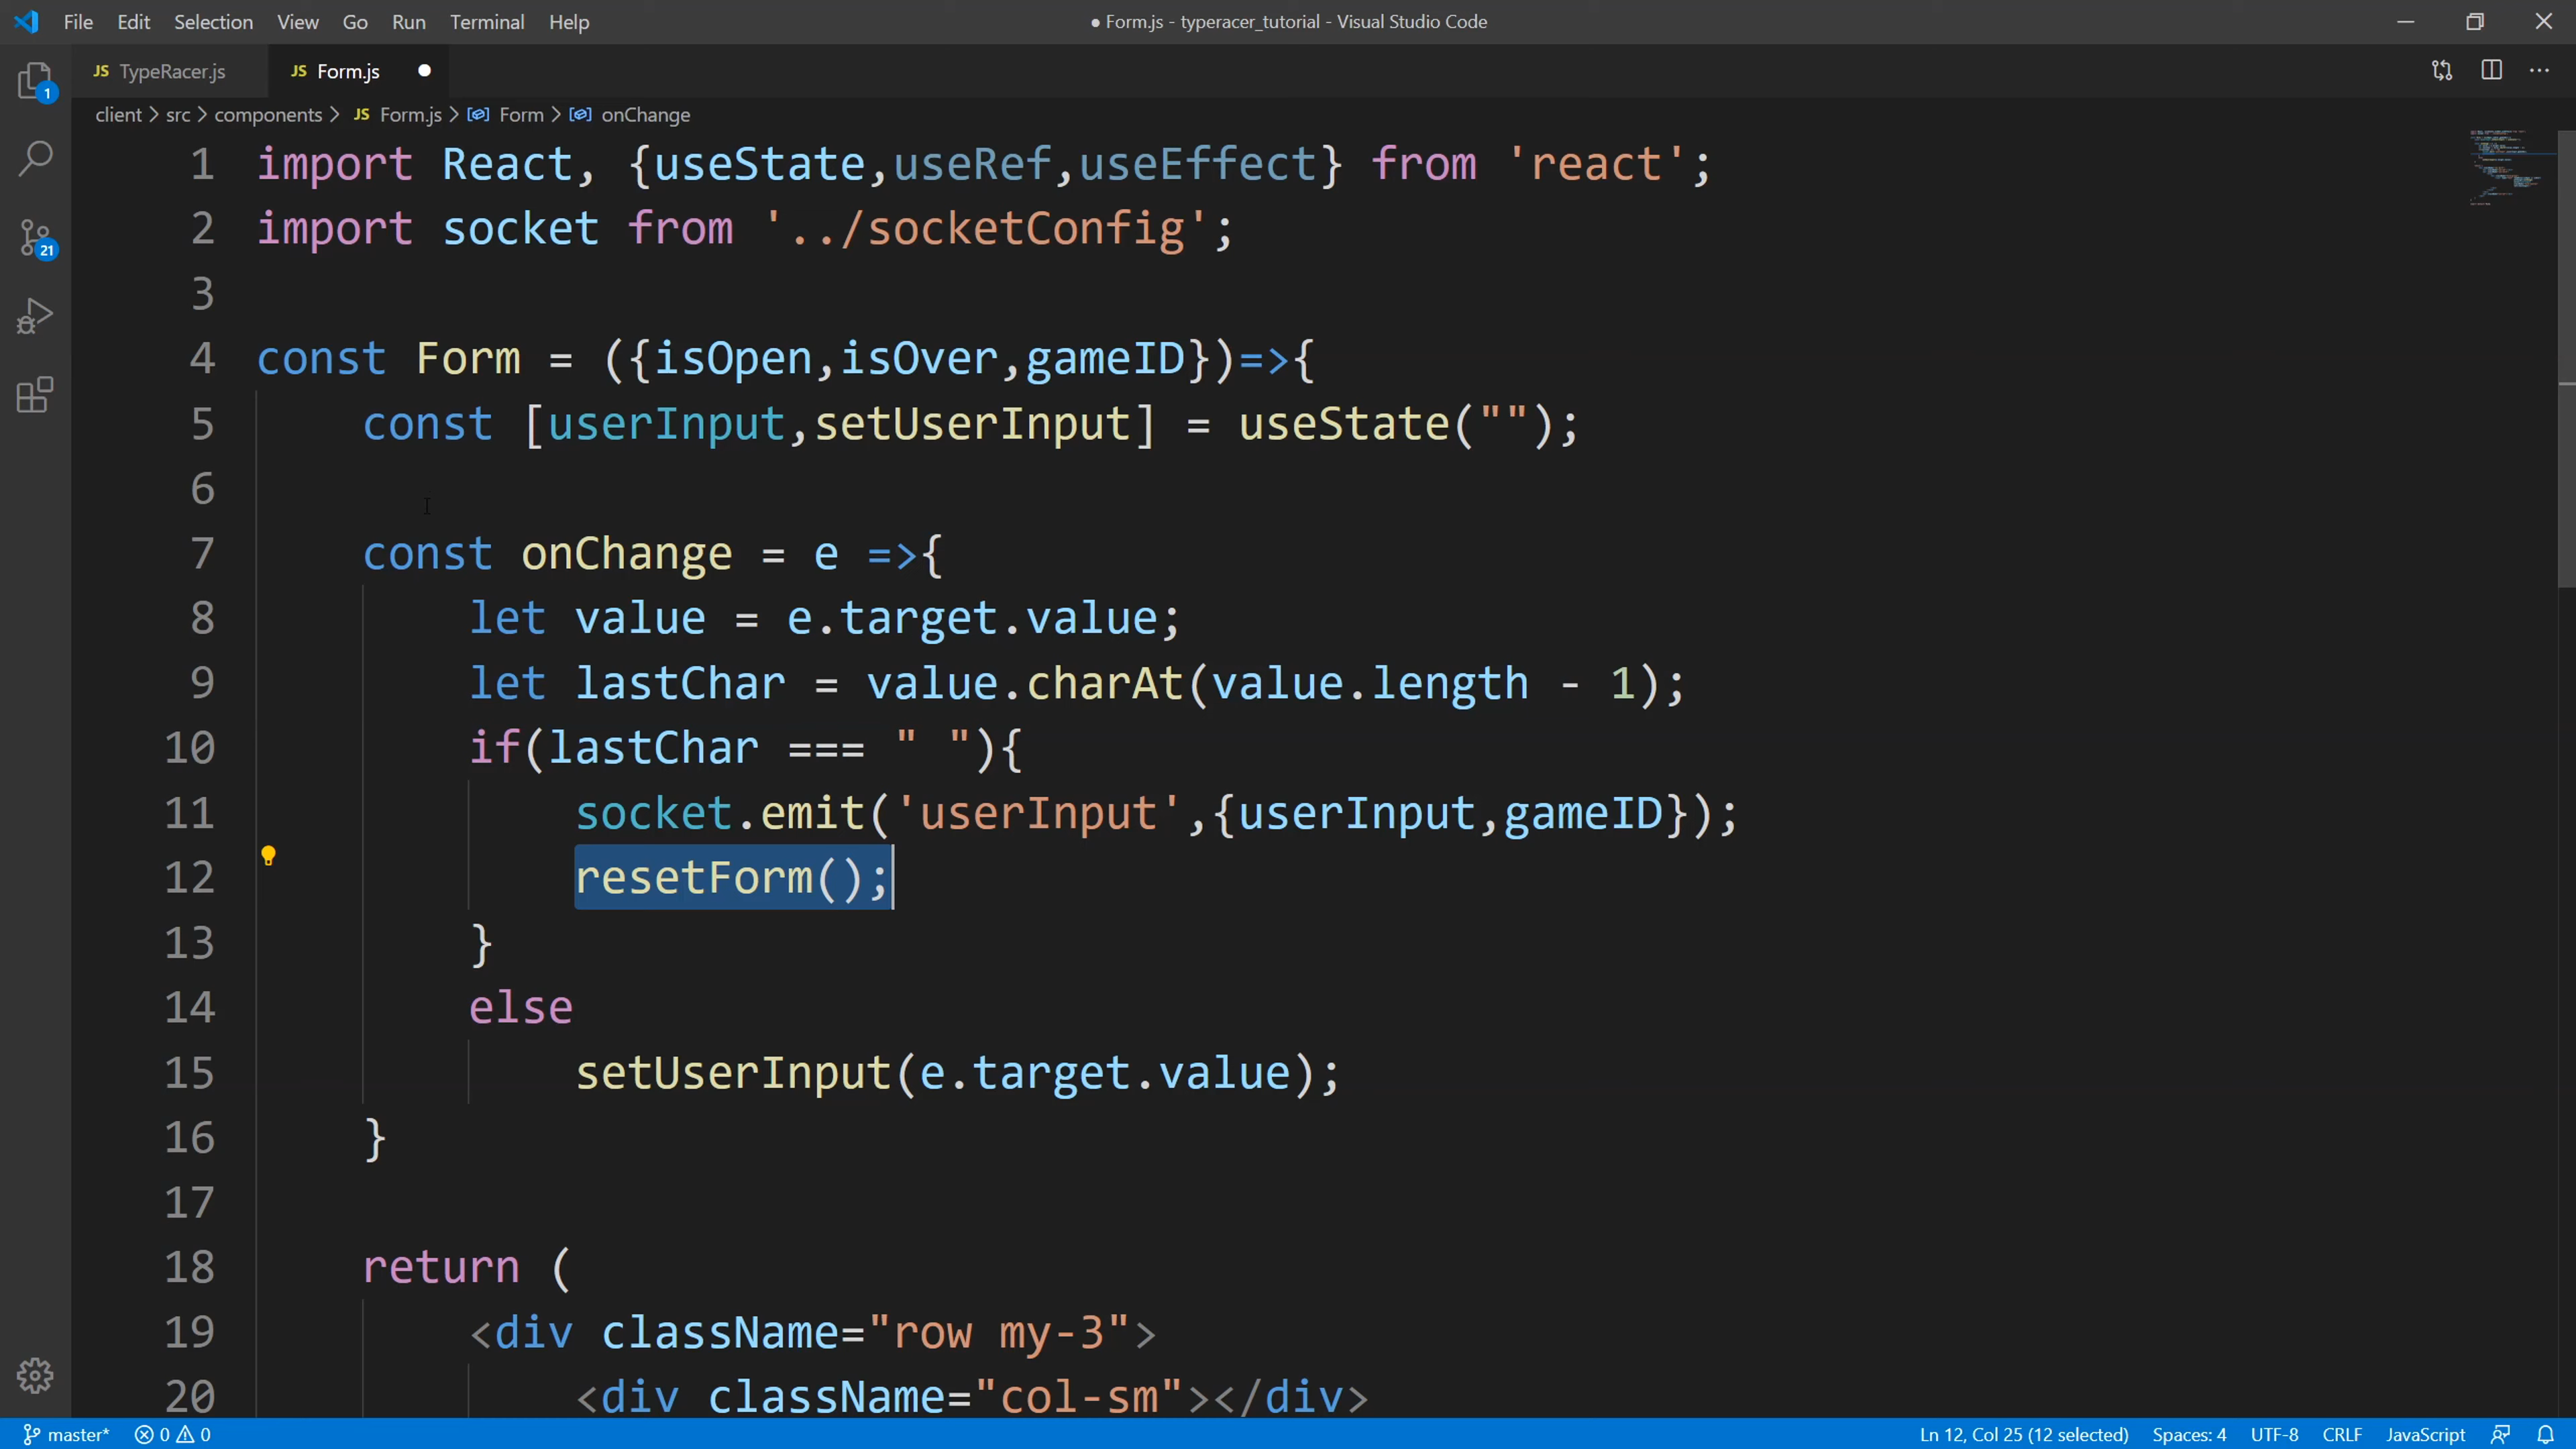 File Edit Selection View Go Run Terminal Help
● Form.js - typeracer_tutorial - Visual Studio Code
JS TypeRacer.js
JS Form.js ●
client > src > components > JS Form.js > Form > onChange
1
21
1 import React, {useState,useRef,useEffect} from 'react';
2 import socket from '../socketConfig';
3
4 const Form = ({isOpen,isOver,gameID})=>{
5     const [userInput,setUserInput] = useState("");
6
7     const onChange = e =>{
8         let value = e.target.value;
9         let lastChar = value.charAt(value.length - 1);
10         if(lastChar === " "){
11             socket.emit('userInput',{userInput,gameID});
12             resetForm();
13         }
14         else
15             setUserInput(e.target.value);
16     }
17
18     return (
19         <div className="row my-3">
20             <div className="col-sm"></div>
master* 0 0
Ln 12, Col 25 (12 selected) Spaces: 4 UTF-8 CRLF JavaScript